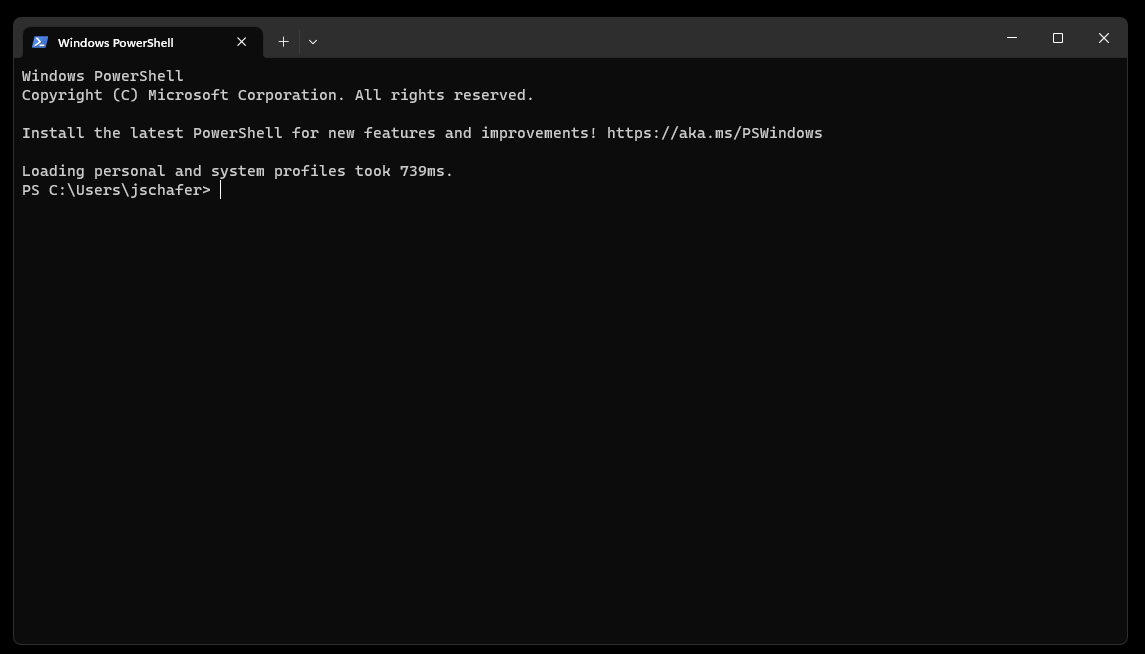 Windows PowerShell
Windows PowerShell
Copyright (C) Microsoft Corporation. All rights reserved.
Install the latest PowerShell for new features and improvements! https://aka.ms/PSWindows
Loading personal and system profiles took 739ms.
PS C:\Users\jschafer>